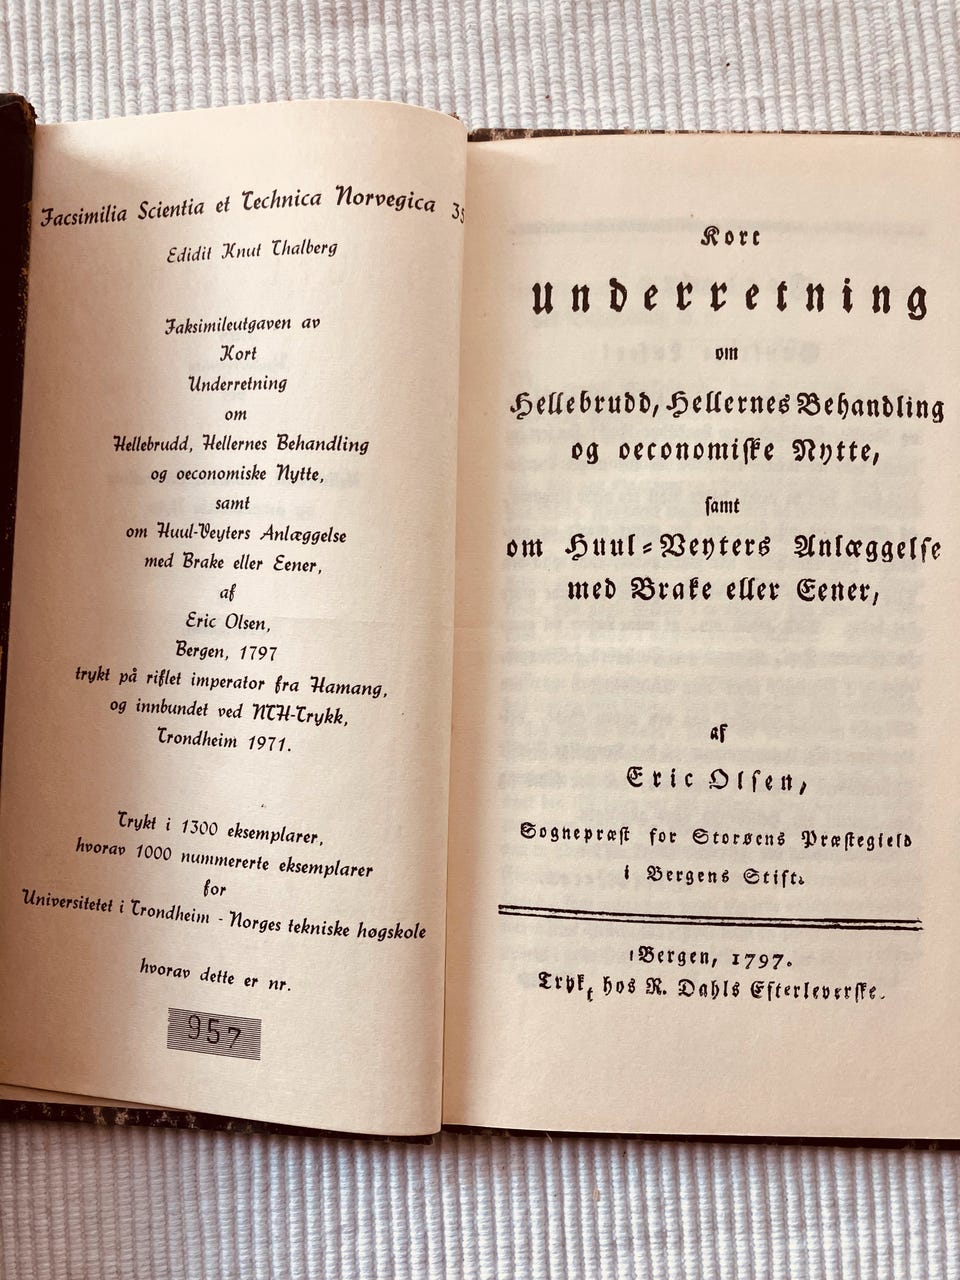 Facsimilia Scientia et Technica Norvegica 35
Edidit Knut Thalberg
Faksimileutgaven av
Kort
Underretning
om
Hellebrudd, Hellernes Behandling
og oeconomiske Nytte,
samt
om Huul-Veyters Anlæggelse
med Brake eller Eener,
af
Eric Olsen,
Bergen, 1797
trykt på riflet imperator fra Hamang,
og innbundet ved NTH-Trykk,
Trondheim 1971.
Trykt i 1300 eksemplarer,
hvorav 1000 nummererte eksemplarer
for
Universitetet i Trondheim - Norges tekniske høgskole
hvorav dette er nr.
957
Kort
Underretning
om
Hellebrudd, Hellernes Behandling
og oeconomiſke Nytte,
ſamt
om Huul-Veyters Anlæggelſe
med Brake eller Eener,
af
Eric Olſen,
Sognepræſt for Storøens Præſtegield
i Bergens Stift.
Bergen, 1797.
Trykt hos R. Dahls Efterleverſke.